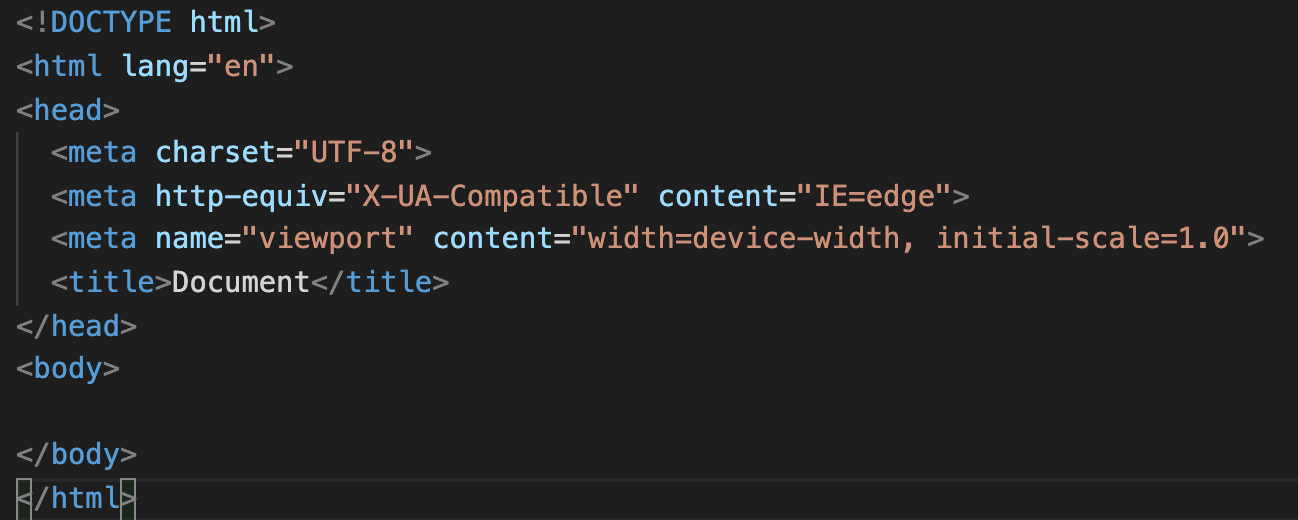 <!DOCTYPE html>
<html lang="en">
<head>
  <meta charset="UTF-8">
  <meta http-equiv="X-UA-Compatible" content="IE=edge">
  <meta name="viewport" content="width=device-width, initial-scale=1.0">
  <title>Document</title>
</head>
<body>

</body>
</html>